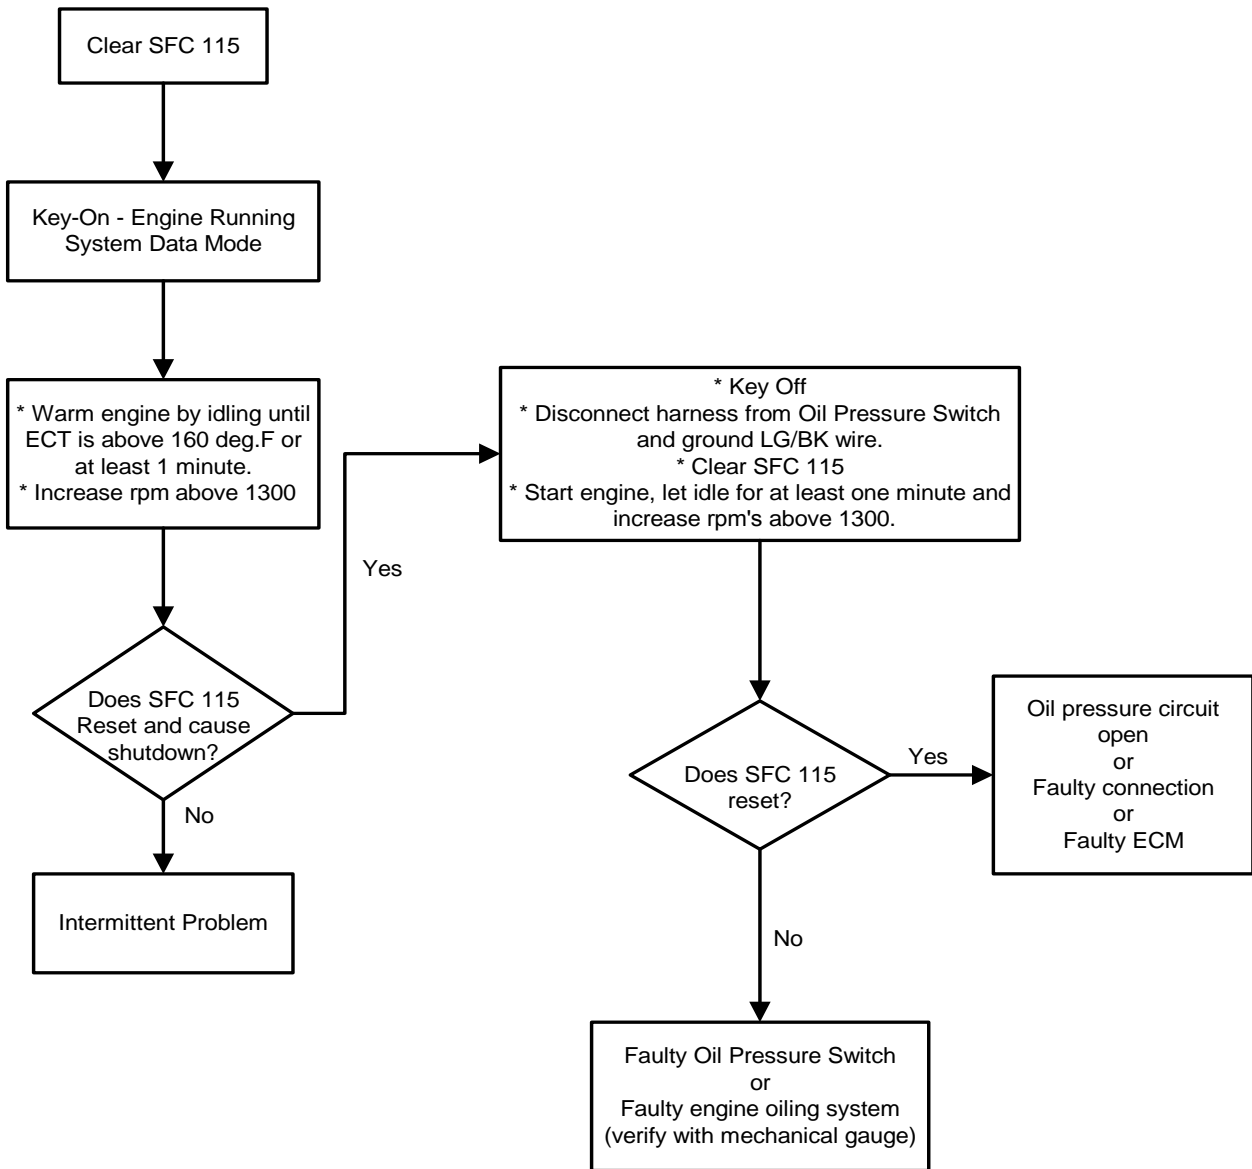 Clear SFC 115
Key-On - Engine Running
System Data Mode
* Warm engine by idling until
ECT is above 160 deg.F or
at least 1 minute.
* Increase rpm above 1300
Does SFC 115
Reset and cause
shutdown?
No
Intermittent Problem
Yes
* Key Off
* Disconnect harness from Oil Pressure Switch
and ground LG/BK wire.
* Clear SFC 115
* Start engine, let idle for at least one minute and
increase rpm's above 1300.
Does SFC 115
reset?
Yes
Oil pressure circuit
open
or
Faulty connection
or
Faulty ECM
No
Faulty Oil Pressure Switch
or
Faulty engine oiling system
(verify with mechanical gauge)